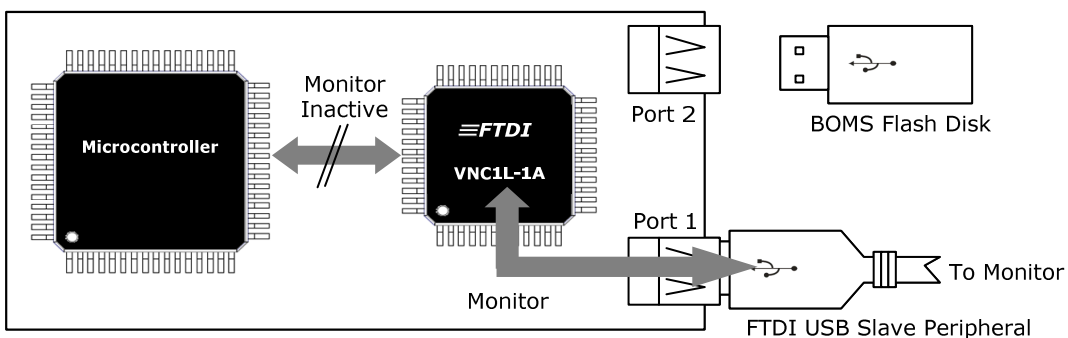 Monitor
Inactive
Microcontroller
FTDI
VNC1L-1A
Port 2
BOMS Flash Disk
Port 1
To Monitor
Monitor
FTDI USB Slave Peripheral